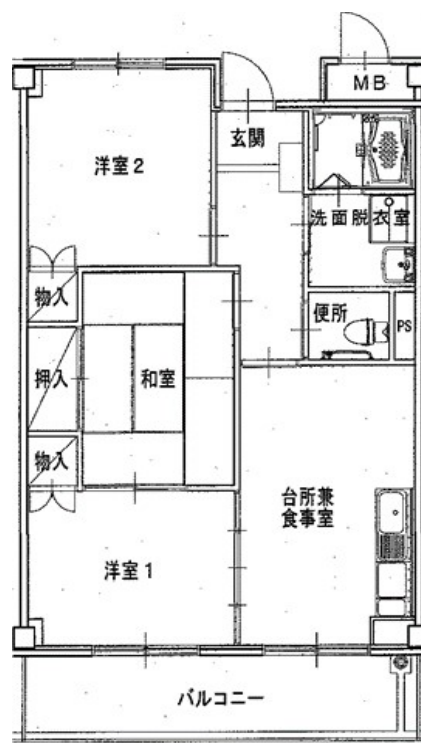 MB
玄関
洋室2
洗面脱衣室
物入
便所
PS
押入
和室
物入
台所兼
食事室
洋室1
バルコニー